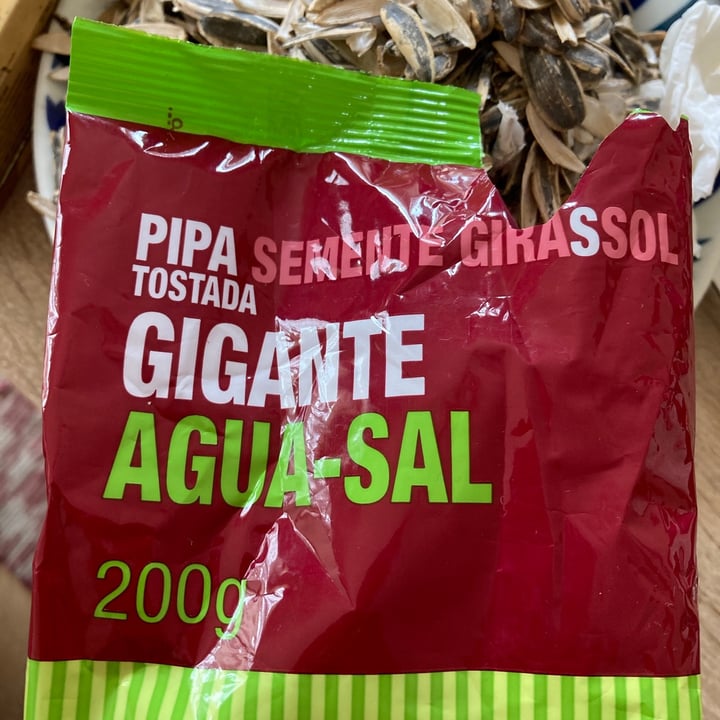 PIPA
TOSTADA
SEMENTE GIRASSOL
GIGANTE
AGUA-SAL
200g